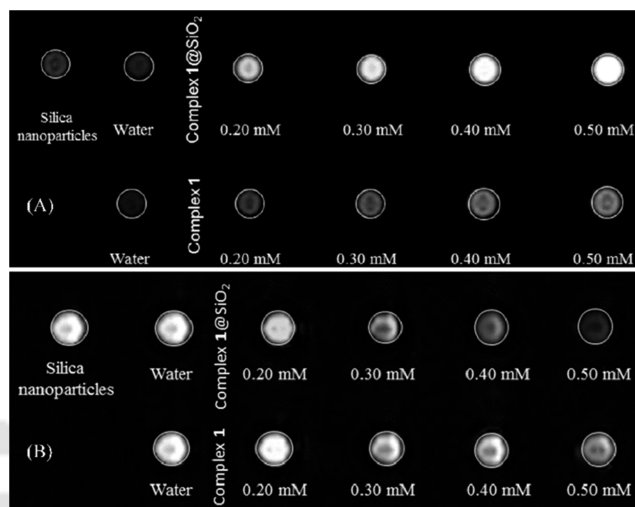 Complex 1@SiO2
Silica
nanoparticles
Water
0.20 mM
0.30 mM
0.40 mM
0.50 mM
(A)
Complex 1
Water
0.20 mM
0.30 mM
0.40 mM
0.50 mM
Complex 1@SiO2
Silica
nanoparticles
Water
0.20 mM
0.30 mM
0.40 mM
0.50 mM
(B)
Complex 1
Water
0.20 mM
0.30 mM
0.40 mM
0.50 mM